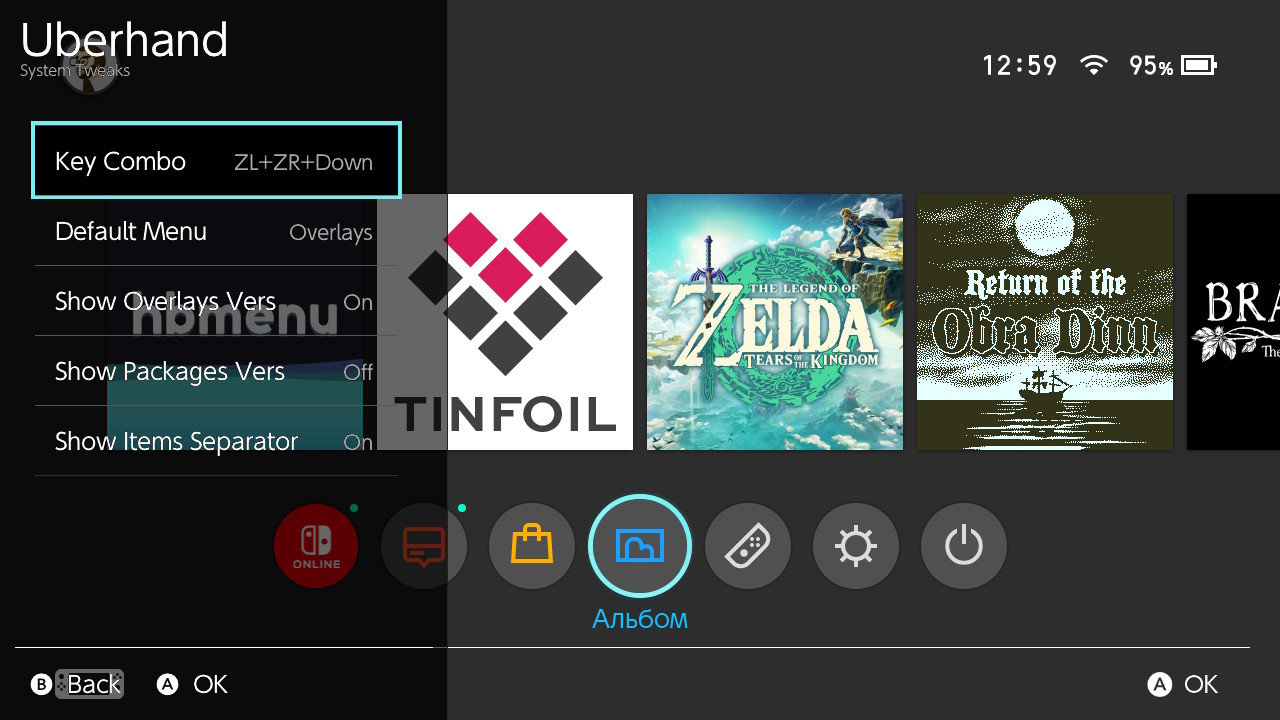 Uberhand
System Tweaks
12:59
95%
Key Combo ZL+ZR+Down
Default Menu Overlays
Show Overlays Vers On
Show Packages Vers Off
Show Items Separator On
hbmenu
TINFOIL
THE LEGEND OF
ZELDA
TEARS OF THE KINGDOM
Return of the
Obra Dinn
BRA
The
ONLINE
Альбом
B Back A OK
A OK